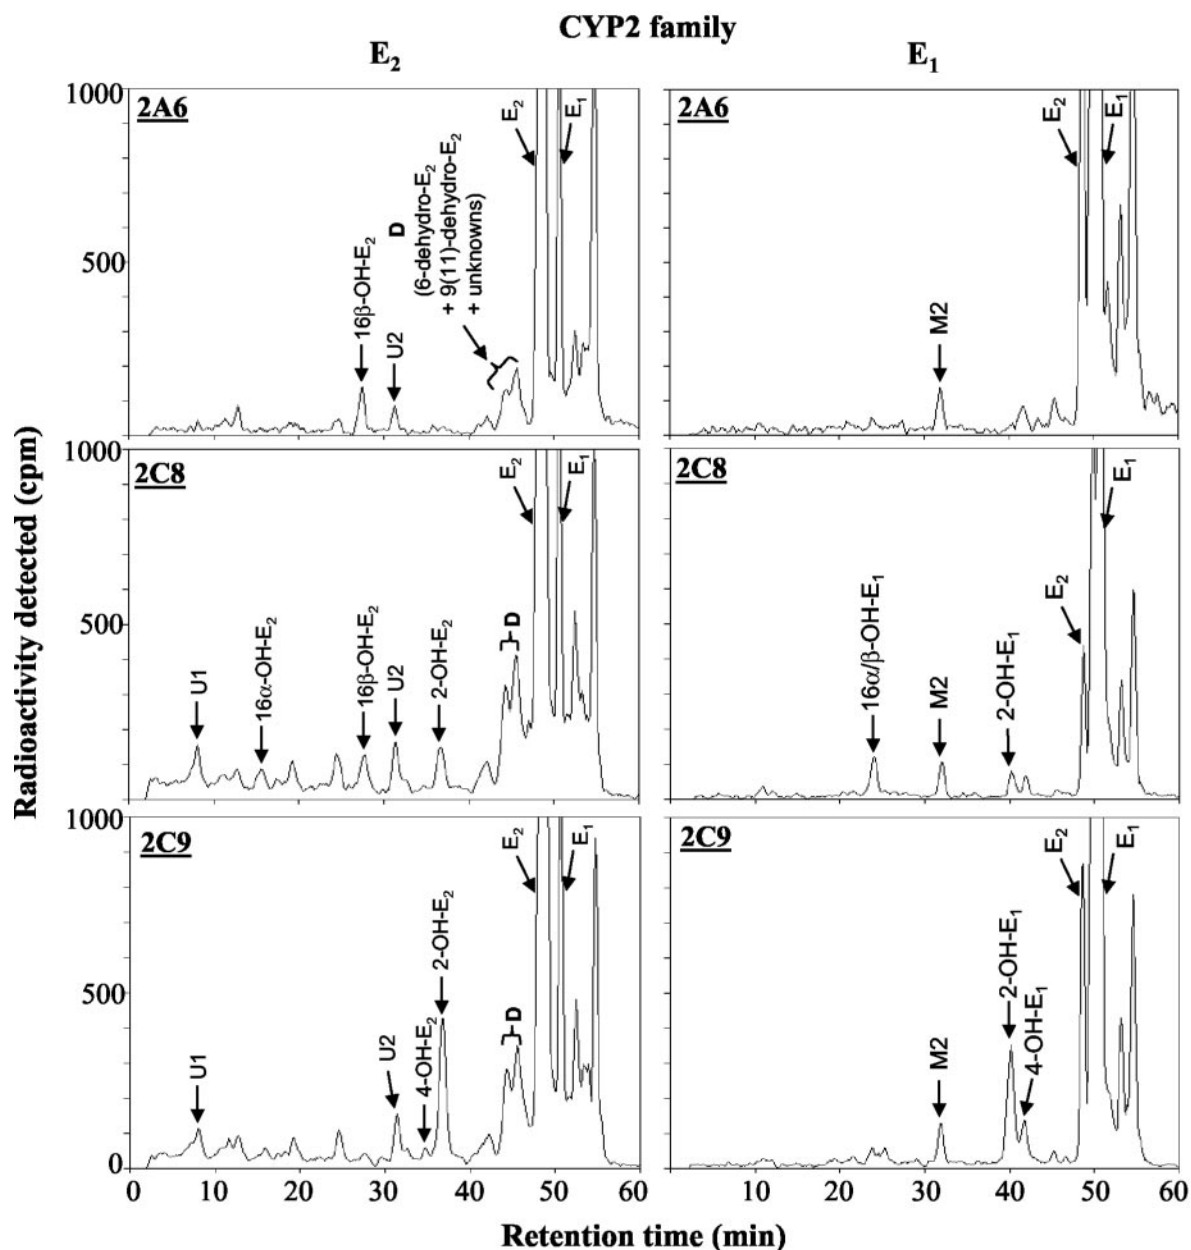 CYP2 family
E₂
E₁
Radioactivity detected (cpm)
1000
500
2A6
16β-OH-E₂
U2
D
(6-dehydro-E₂
+ 9(11)-dehydro-E₂
+ unknowns)
E₂
E₁
2A6
M2
E₂
E₁
1000
500
2C8
U1
16α-OH-E₂
16β-OH-E₂
U2
2-OH-E₂
D
E₂
E₁
2C8
16α/β-OH-E₁
M2
2-OH-E₁
E₂
E₁
1000
500
0
2C9
U1
U2
4-OH-E₂
2-OH-E₂
D
E₂
E₁
2C9
M2
2-OH-E₁
4-OH-E₁
E₂
E₁
0 10 20 30 40 50 60
10 20 30 40 50 60
Retention time (min)